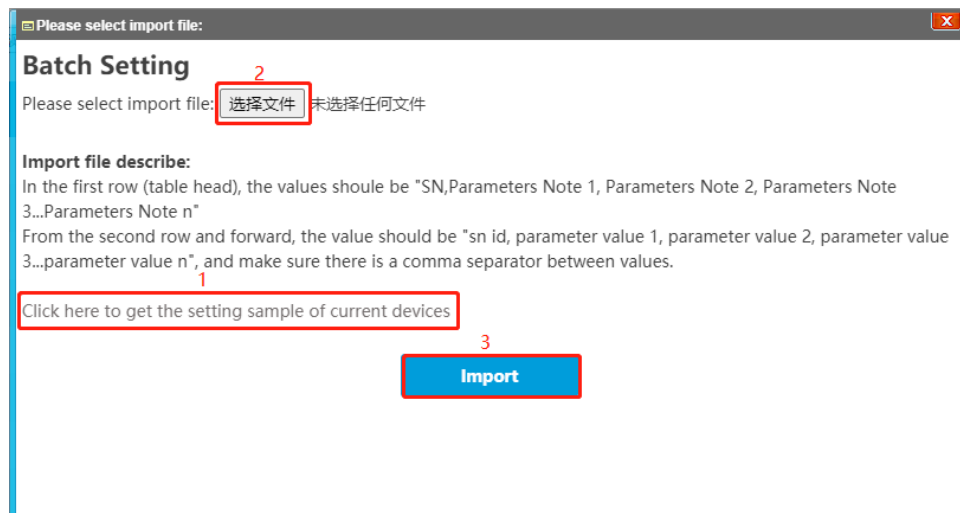 Please select import file:
X
Batch Setting
2
Please select import file: 选择文件 未选择任何文件
Import file describe:
In the first row (table head), the values shoule be "SN,Parameters Note 1, Parameters Note 2, Parameters Note
3...Parameters Note n"
From the second row and forward, the value should be "sn id, parameter value 1, parameter value 2, parameter value
3...parameter value n", and make sure there is a comma separator between values.
1
Click here to get the setting sample of current devices
3
Import